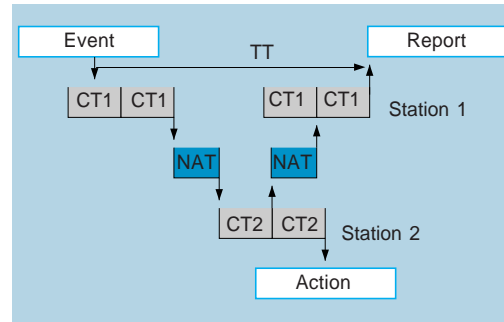 Event
Report
TT
CT1 CT1
CT1 CT1
Station 1
NAT
NAT
CT2 CT2
Station 2
Action